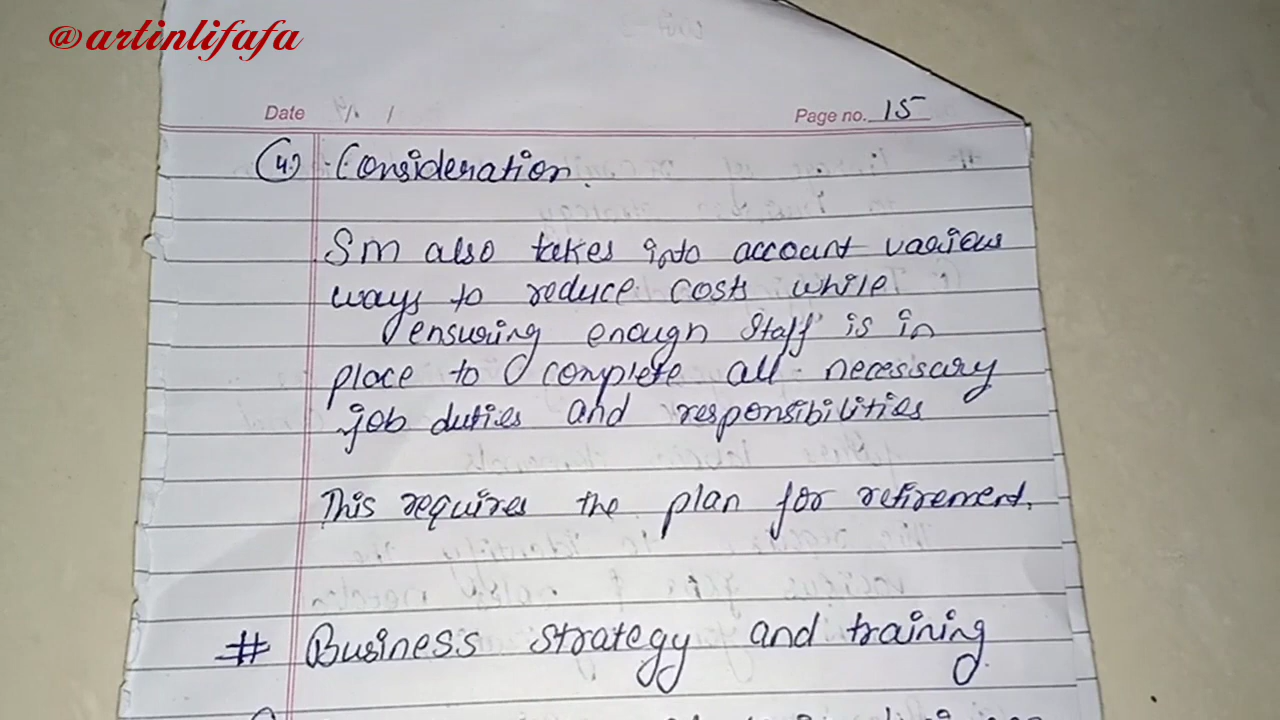 @artinlifafa
Date / /
Page no. 15
(4.) Consideration.
SM also takes into account various
ways to reduce costs while
ensuring enough staff is in
place to complete all necessary
job duties and responsibilities
This requires the plan for retirement.
# Business strategy and training